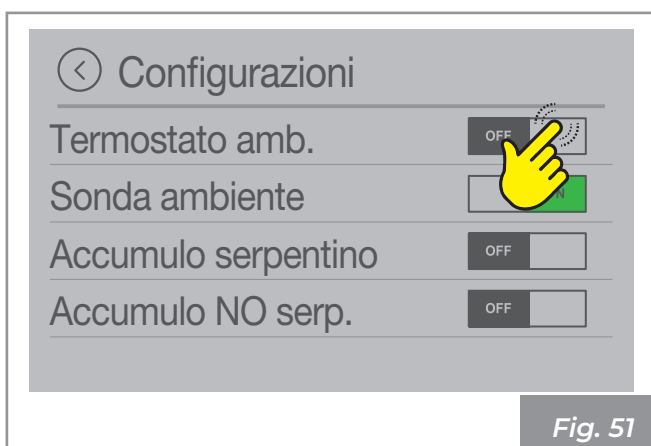 Configurazioni
Termostato amb. OFF
Sonda ambiente
Accumulo serpentino OFF
Accumulo NO serp. OFF
Fig. 51